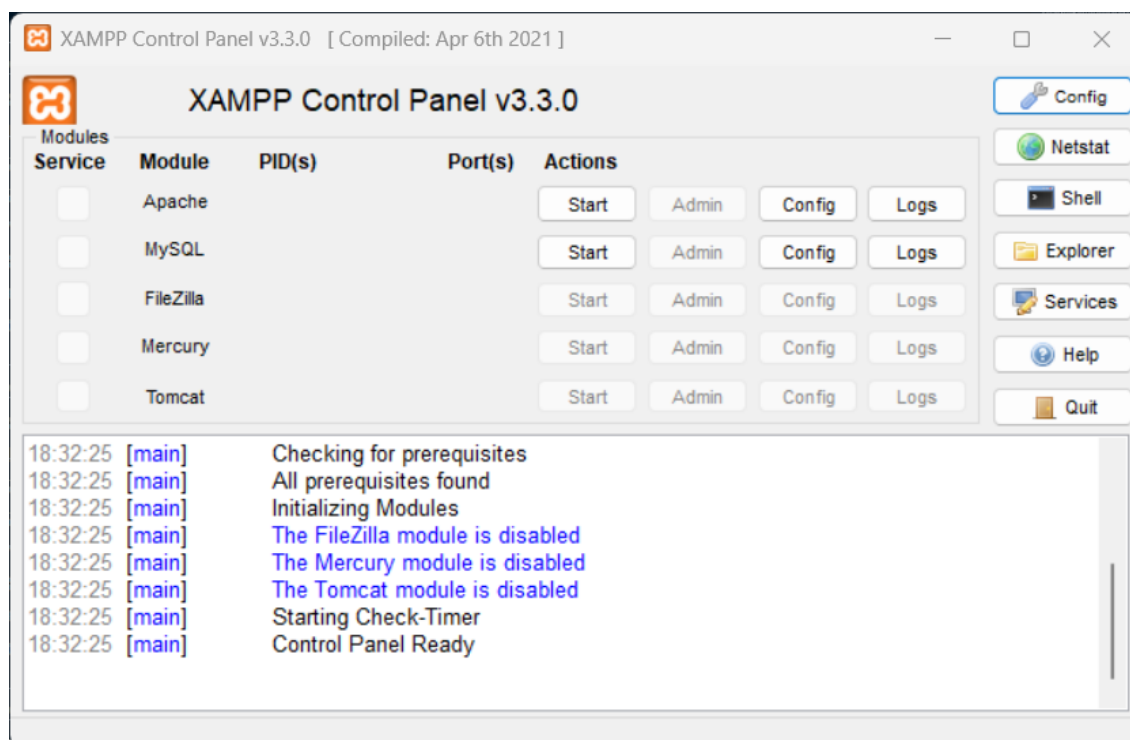 XAMPP Control Panel v3.3.0 [ Compiled: Apr 6th 2021 ]
XAMPP Control Panel v3.3.0
Config
Modules
Netstat
Service Module PID(s) Port(s) Actions
Apache Start Admin Config Logs
Shell
MySQL Start Admin Config Logs
Explorer
FileZilla Start Admin Config Logs
Services
Mercury Start Admin Config Logs
Help
Tomcat Start Admin Config Logs
Quit
18:32:25 [main] Checking for prerequisites
18:32:25 [main] All prerequisites found
18:32:25 [main] Initializing Modules
18:32:25 [main] The FileZilla module is disabled
18:32:25 [main] The Mercury module is disabled
18:32:25 [main] The Tomcat module is disabled
18:32:25 [main] Starting Check-Timer
18:32:25 [main] Control Panel Ready